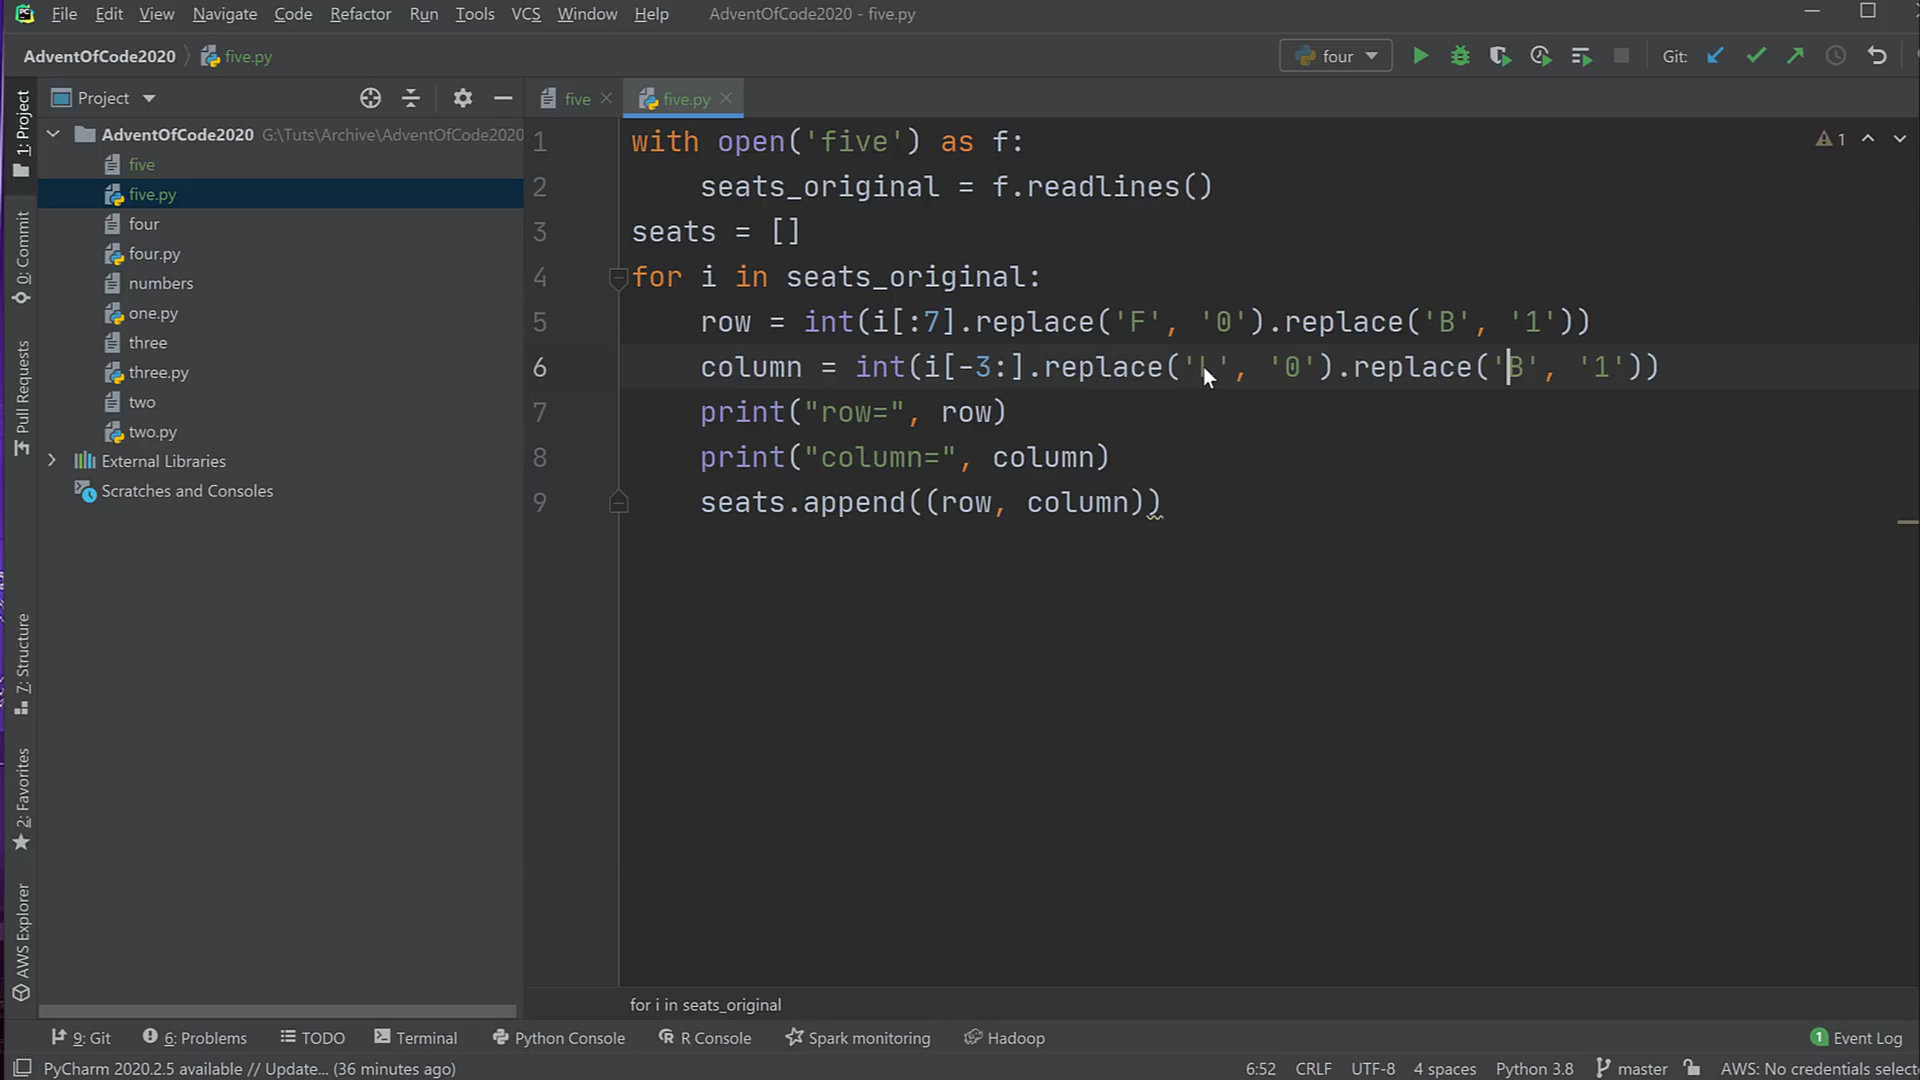 File Edit View Navigate Code Refactor Run Tools VCS Window Help AdventOfCode2020 - five.py
AdventOfCode2020 five.py four Git:
1: Project
0: Commit
Pull Requests
7: Structure
2: Favorites
AWS Explorer
Project
AdventOfCode2020 G:\Tuts\Archive\AdventOfCode2020
five
five.py
four
four.py
numbers
one.py
three
three.py
two
two.py
External Libraries
Scratches and Consoles
five five.py
1 with open('five') as f:
2 seats_original = f.readlines()
3 seats = []
4 for i in seats_original:
5 row = int(i[:7].replace('F', '0').replace('B', '1'))
6 column = int(i[-3:].replace('L', '0').replace('B', '1'))
7 print("row=", row)
8 print("column=", column)
9 seats.append((row, column))
1
for i in seats_original
9: Git 6: Problems TODO Terminal Python Console R Console Spark monitoring Hadoop 1 Event Log
PyCharm 2020.2.5 available // Update... (36 minutes ago) 6:52 CRLF UTF-8 4 spaces Python 3.8 master AWS: No credentials select